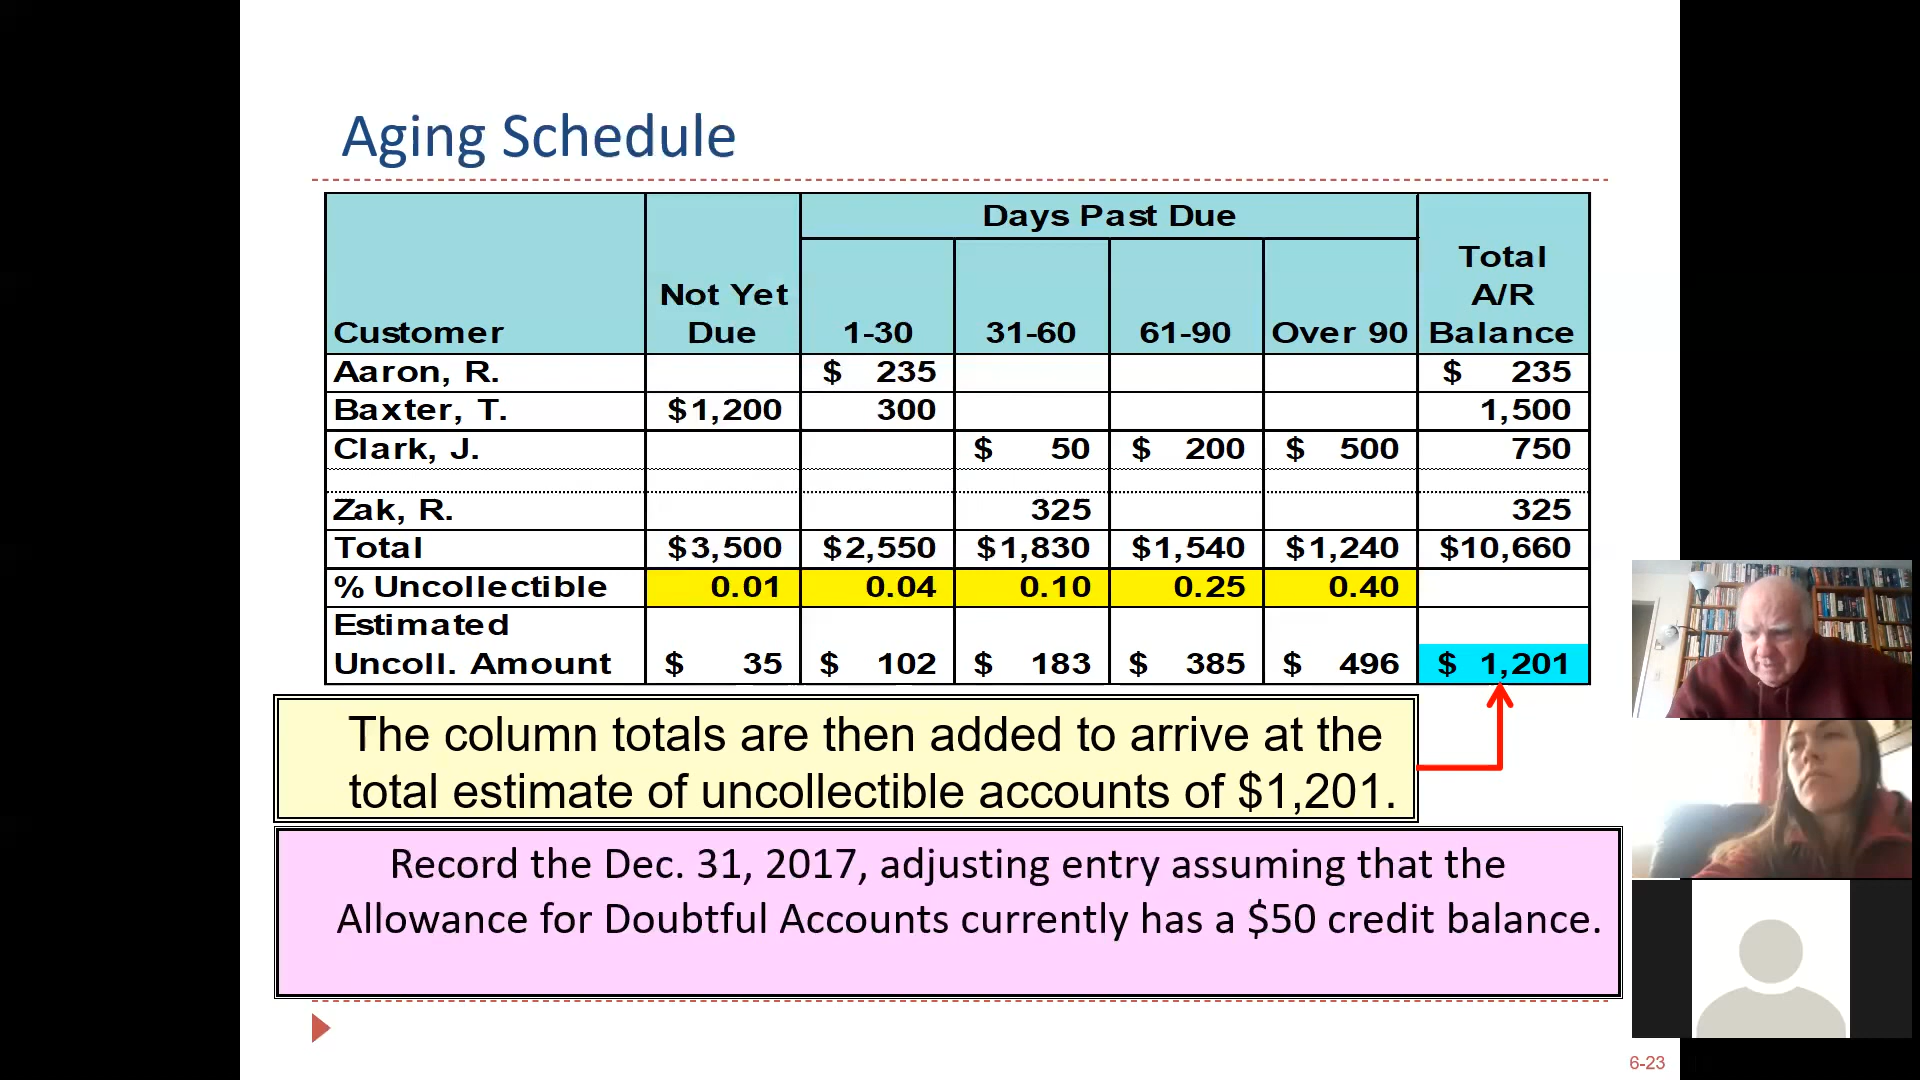 Aging Schedule
Days Past Due
Customer Not Yet Due 1-30 31-60 61-90 Over 90 Total A/R Balance
Aaron, R. $ 235 $ 235
Baxter, T. $1,200 300 1,500
Clark, J. $ 50 $ 200 $ 500 750
Zak, R. 325 325
Total $3,500 $2,550 $1,830 $1,540 $1,240 $10,660
% Uncollectible 0.01 0.04 0.10 0.25 0.40
Estimated
Uncoll. Amount $ 35 $ 102 $ 183 $ 385 $ 496 $ 1,201
The column totals are then added to arrive at the
total estimate of uncollectible accounts of $1,201.
Record the Dec. 31, 2017, adjusting entry assuming that the
Allowance for Doubtful Accounts currently has a $50 credit balance.
6-23